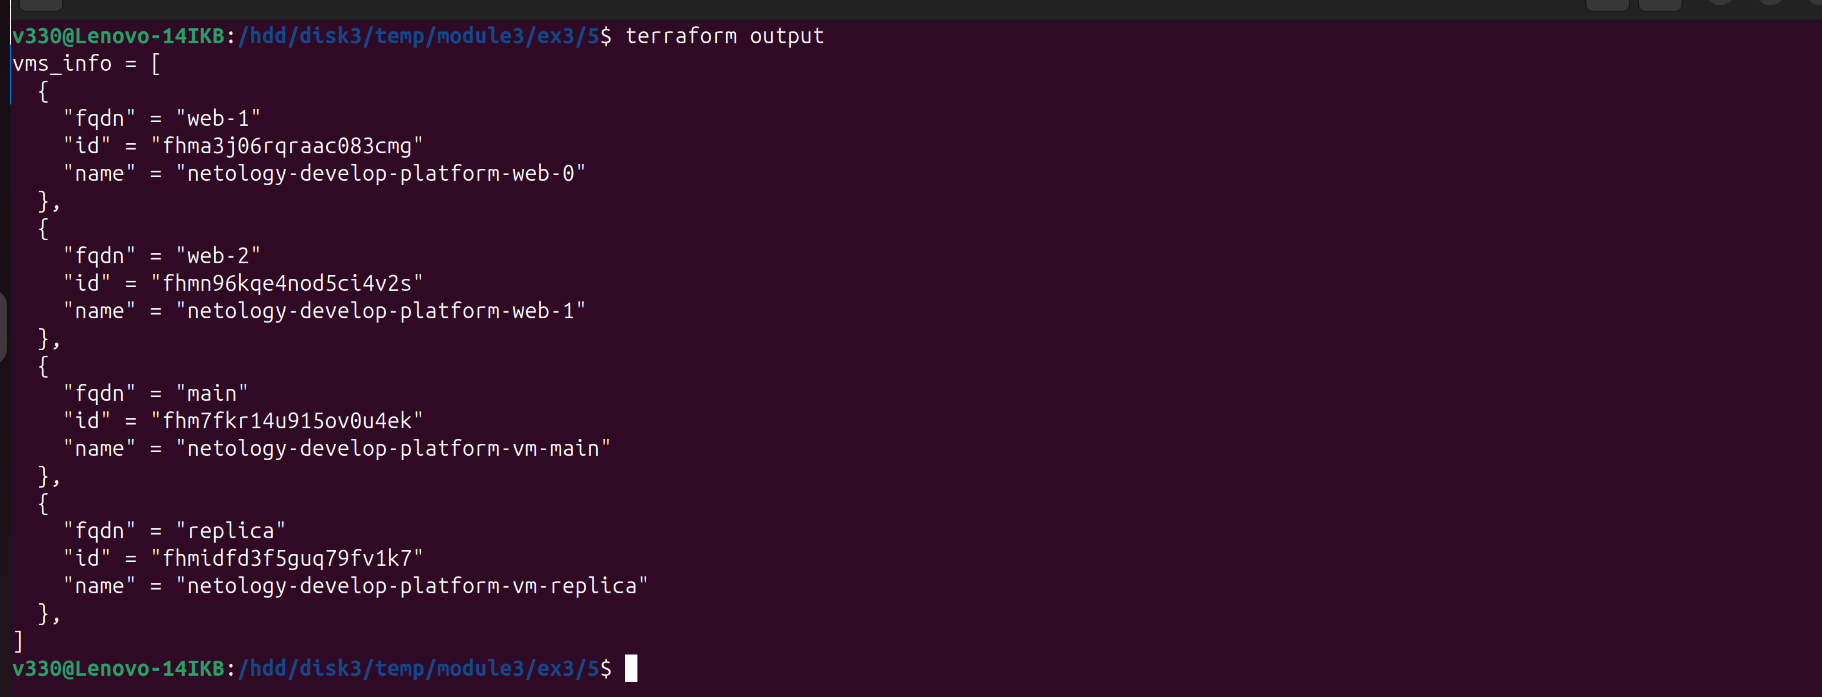 v330@Lenovo-14IKB:/hdd/disk3/temp/module3/ex3/5$ terraform output
vms_info = [
  {
    "fqdn" = "web-1"
    "id" = "fhma3j06rqraac083cmg"
    "name" = "netology-develop-platform-web-0"
  },
  {
    "fqdn" = "web-2"
    "id" = "fhmn96kqe4nod5ci4v2s"
    "name" = "netology-develop-platform-web-1"
  },
  {
    "fqdn" = "main"
    "id" = "fhm7fkr14u915ov0u4ek"
    "name" = "netology-develop-platform-vm-main"
  },
  {
    "fqdn" = "replica"
    "id" = "fhmidfd3f5guq79fv1k7"
    "name" = "netology-develop-platform-vm-replica"
  },
]
v330@Lenovo-14IKB:/hdd/disk3/temp/module3/ex3/5$